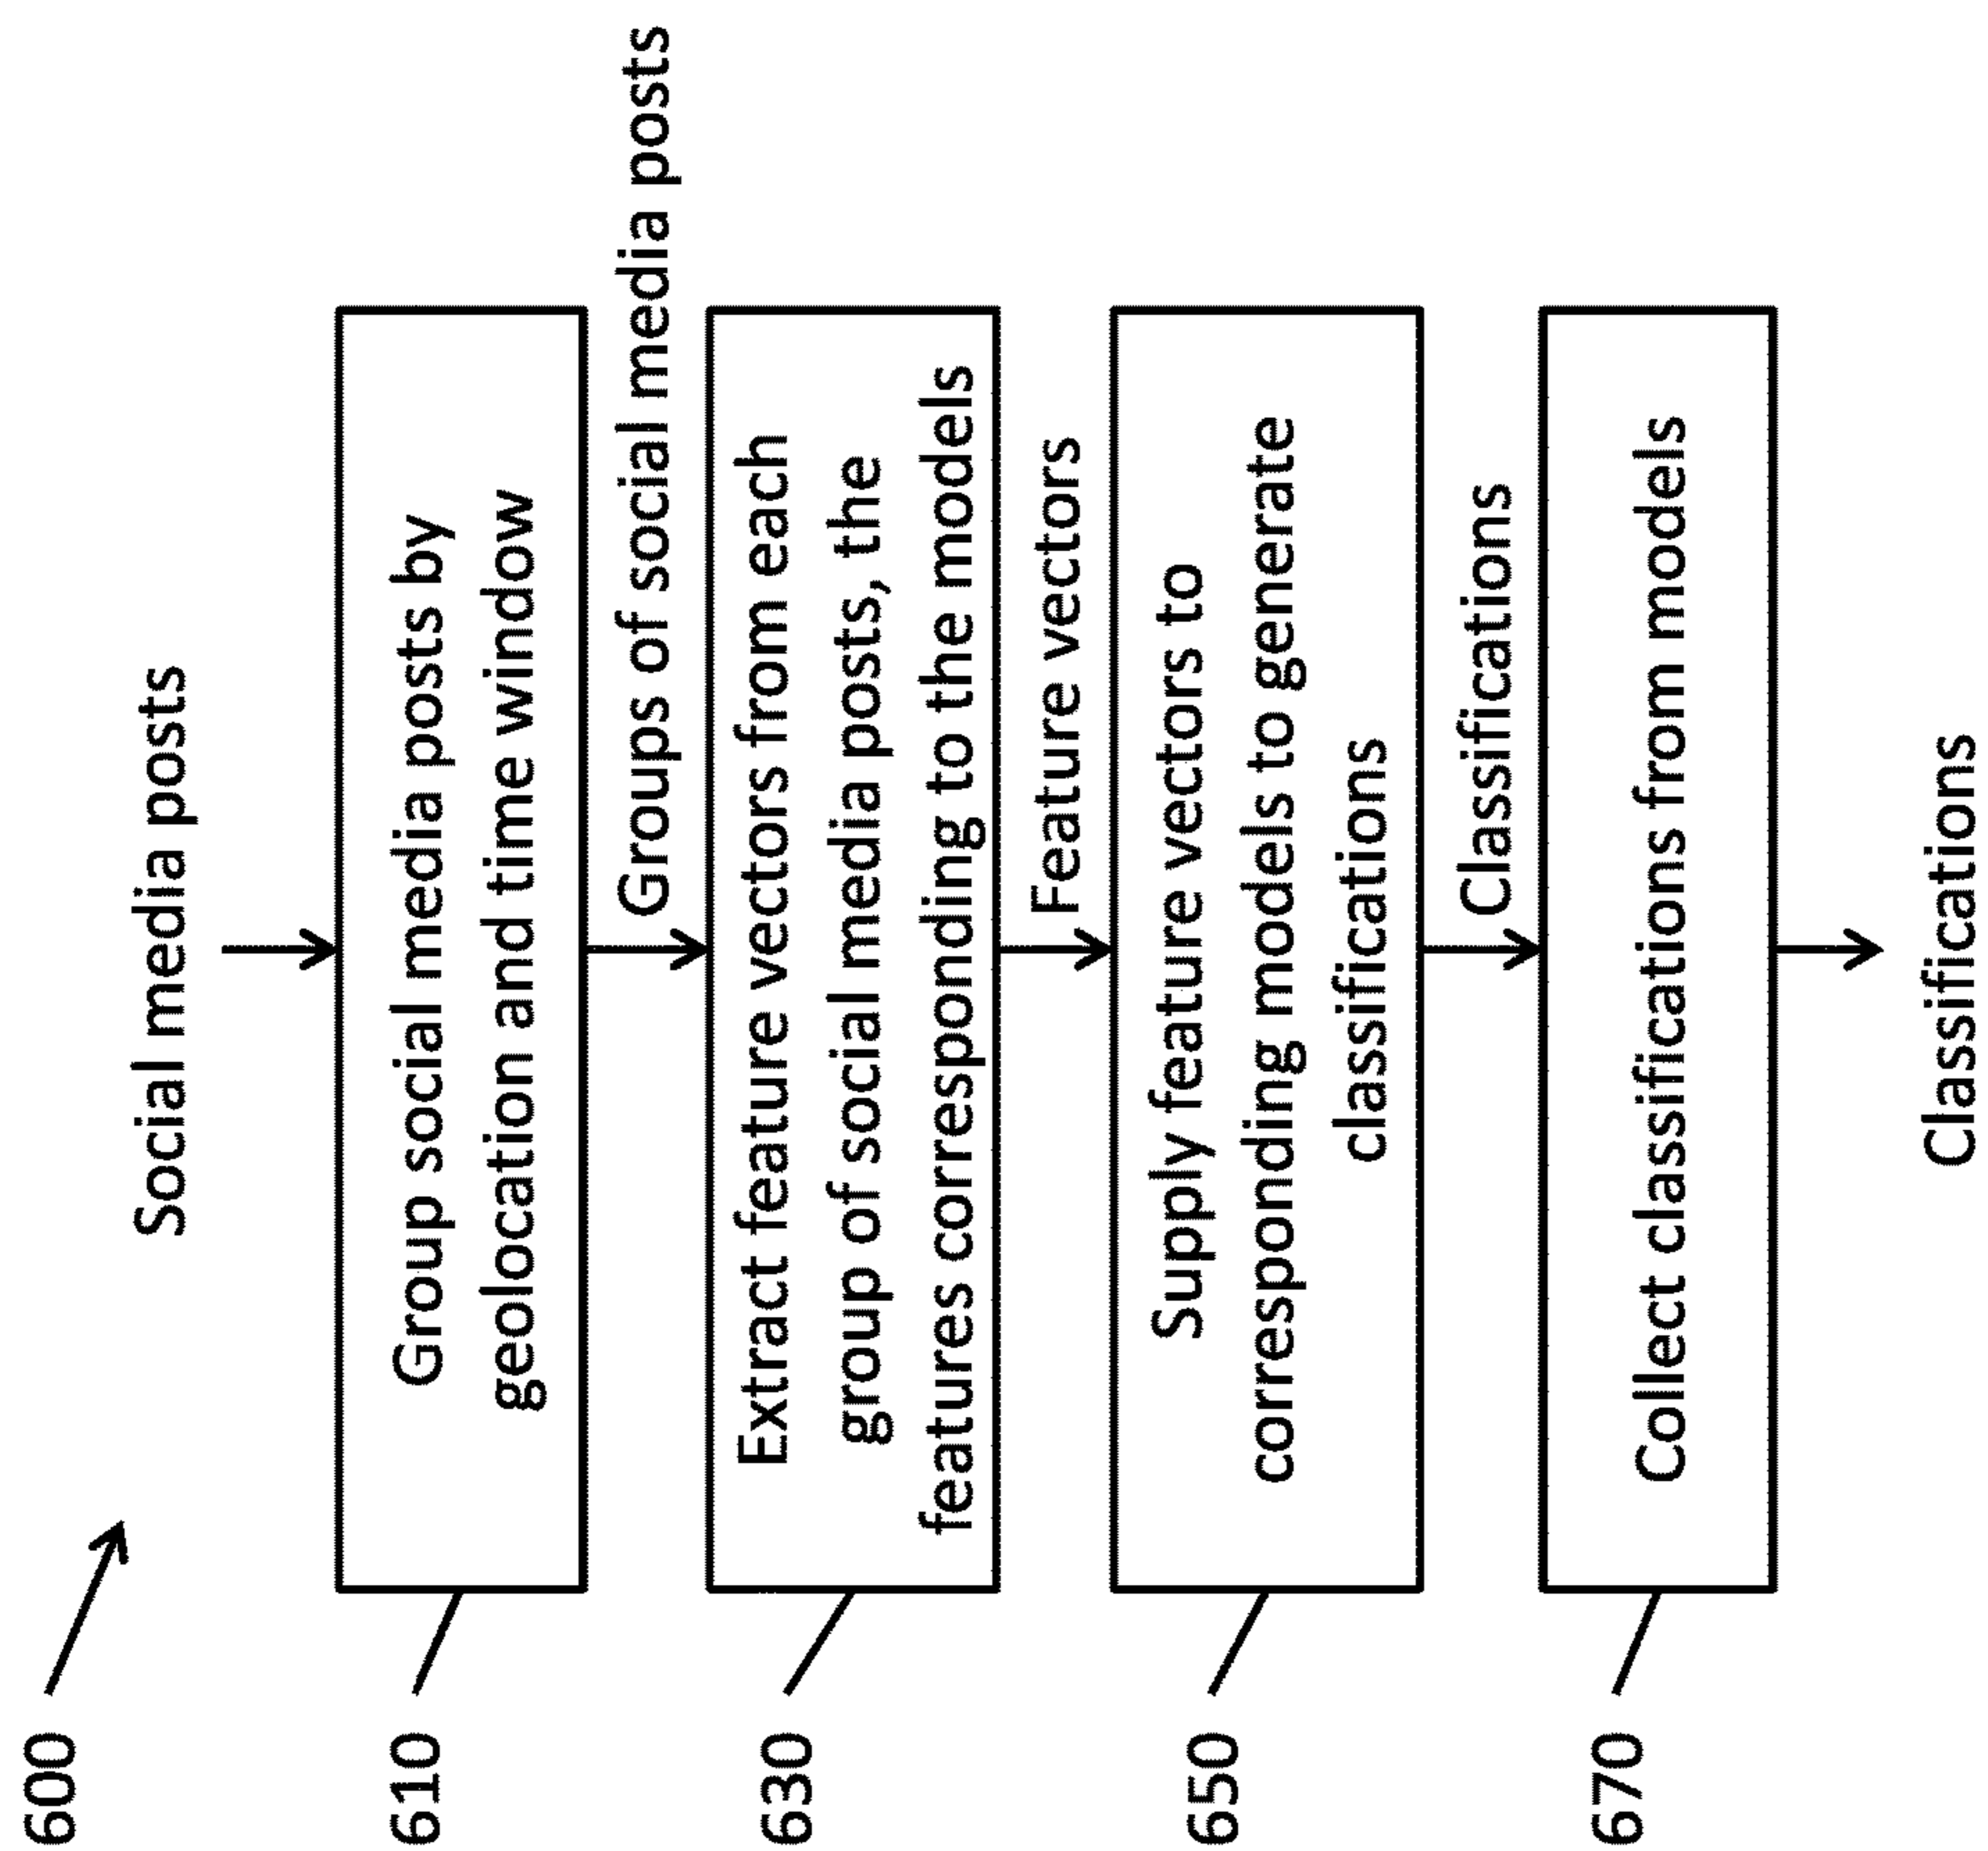 600
Social media posts
610
Group social media posts by
geolocation and time window
Groups of social media posts
630
Extract feature vectors from each
group of social media posts, the
features corresponding to the models
Feature vectors
650
Supply feature vectors to
corresponding models to generate
classifications
Classifications
670
Collect classifications from models
Classifications